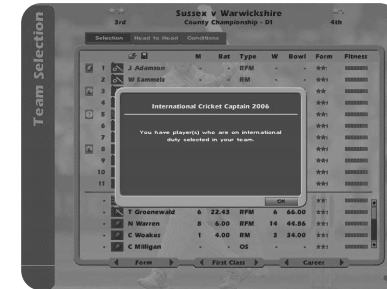 Sussex v Warwickshire
3rd County Championship - D1 4th
Team Selection
Selection Head to Head Conditions
M Bat Type W Bowl Form Fitness
1 J Adamson - - RFM - -
2 W Sammels - - RM - -
3
4
5
6
7
8
9
10
11
International Cricket Captain 2006
You have player(s) who are on international
duty selected in your team.
OK
- T Groenewald 6 22.43 RFM 6 66.00
- N Warren 8 6.00 RFM 14 44.86
- C Woakes 1 4.00 RM 3 34.00
- C Milligan - - OS - -
Form First Class Career